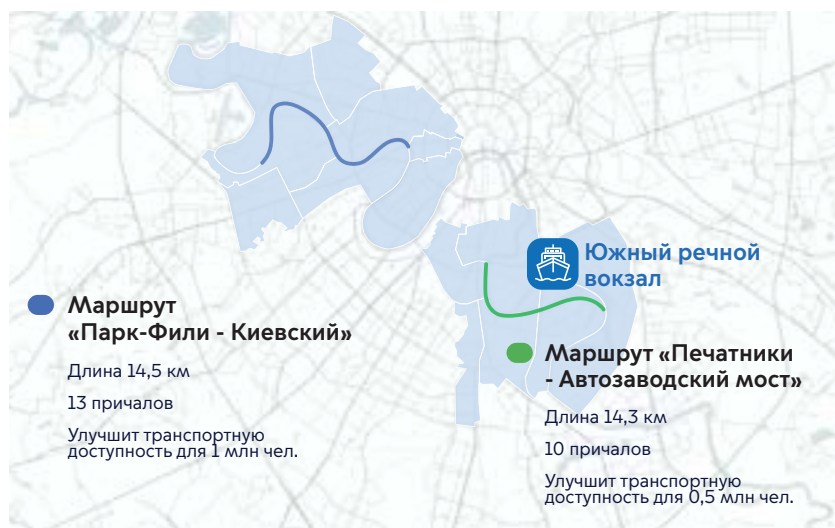 Южный речной
вокзал
Маршрут
«Парк-Фили - Киевский»
Длина 14,5 км
13 причалов
Улучшит транспортную
доступность для 1 млн чел.
Маршрут «Печатники
- Автозаводский мост»
Длина 14,3 км
10 причалов
Улучшит транспортную
доступность для 0,5 млн чел.